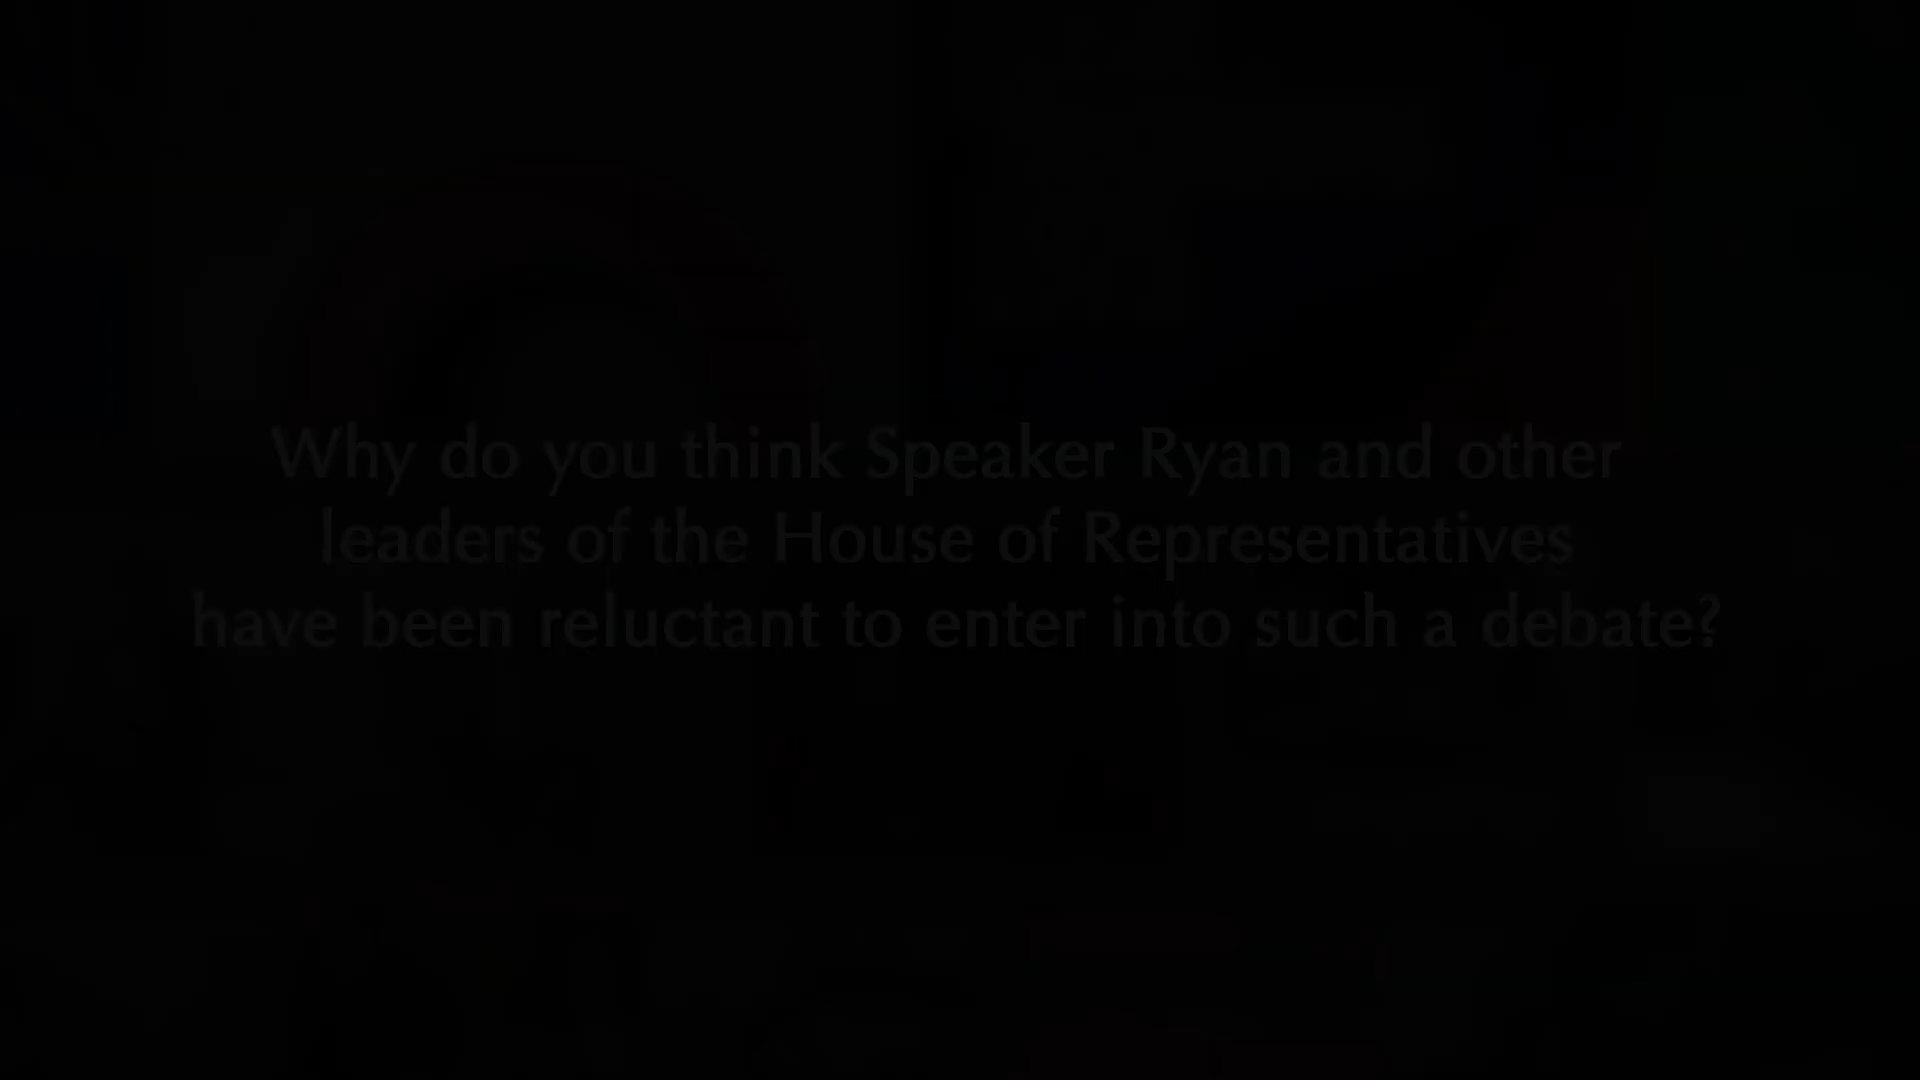 Why do you think Speaker Ryan and other
leaders of the House of Representatives
have been reluctant to enter into such a debate?